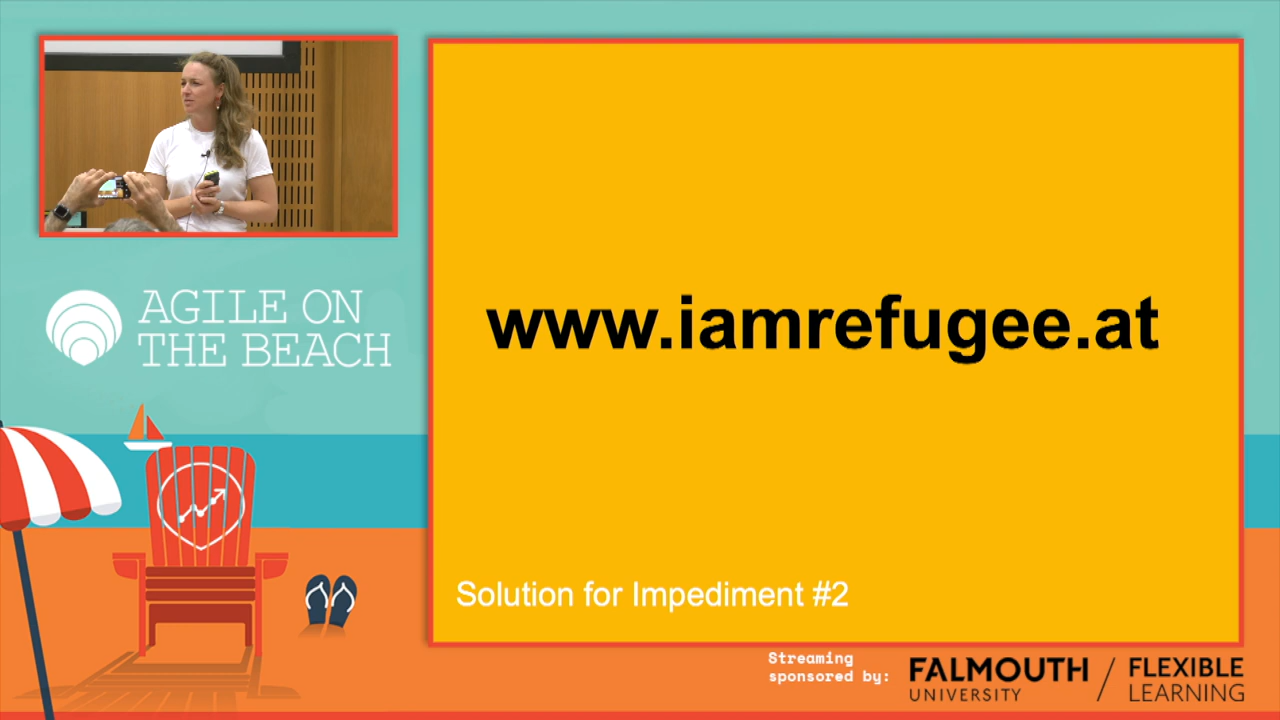 AGILE ON
THE BEACH
www.iamrefugee.at
Solution for Impediment #2
Streaming
sponsored by:
FALMOUTH
UNIVERSITY
/
FLEXIBLE
LEARNING